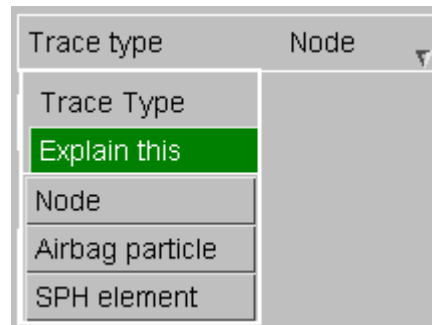 Trace type Node
Trace Type
Explain this
Node
Airbag particle
SPH element